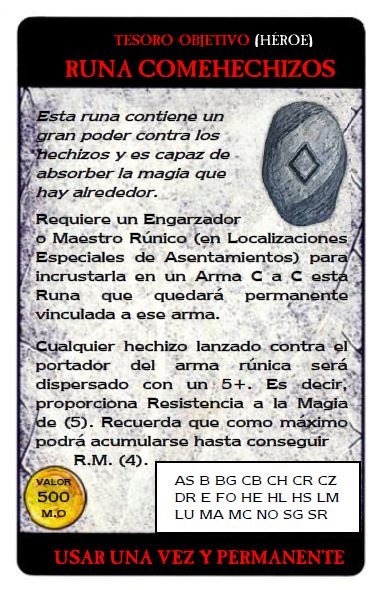 TESORO OBJETIVO (HÉROE)
RUNA COMEHECHIZOS
Esta runa contiene un
gran poder contra los
hechizos y es capaz de
absorber la magia que
hay alrededor.
Requiere un Engarzador
o Maestro Rúnico (en Localizaciones
Especiales de Asentamientos) para
incrustarla en un Arma C a C esta
Runa que quedará permanente
vinculada a ese arma.
Cualquier hechizo lanzado contra el
portador del arma rúnica será
dispersado con un 5+. Es decir,
proporciona Resistencia a la Magia
de (5). Recuerda que como máximo
podrá acumularse hasta conseguir
R.M. (4).
VALOR
500
M.O
AS B BG CB CH CR CZ
DR E FO HE HL HS LM
LU MA MC NO SG SR
USAR UNA VEZ Y PERMANENTE